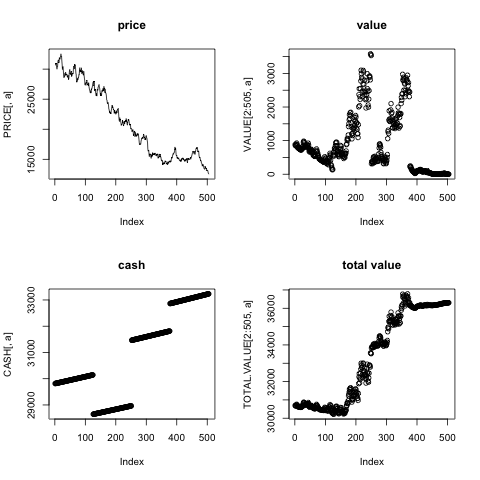 price
value
PRICE[, a]
15000
25000
0 100 200 300 400 500
Index
VALUE[2:505, a]
0 1000 2000 3000
0 100 200 300 400 500
Index
cash
total value
CASH[, a]
29000 31000 33000
0 100 200 300 400 500
Index
TOTAL.VALUE[2:505, a]
30000 32000 34000 36000
0 100 200 300 400 500
Index